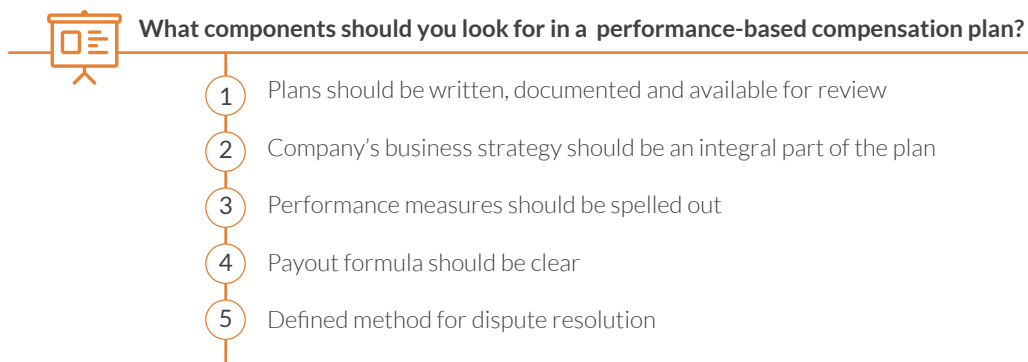 What components should you look for in a performance-based compensation plan?
1 Plans should be written, documented and available for review
2 Company's business strategy should be an integral part of the plan
3 Performance measures should be spelled out
4 Payout formula should be clear
5 Defined method for dispute resolution